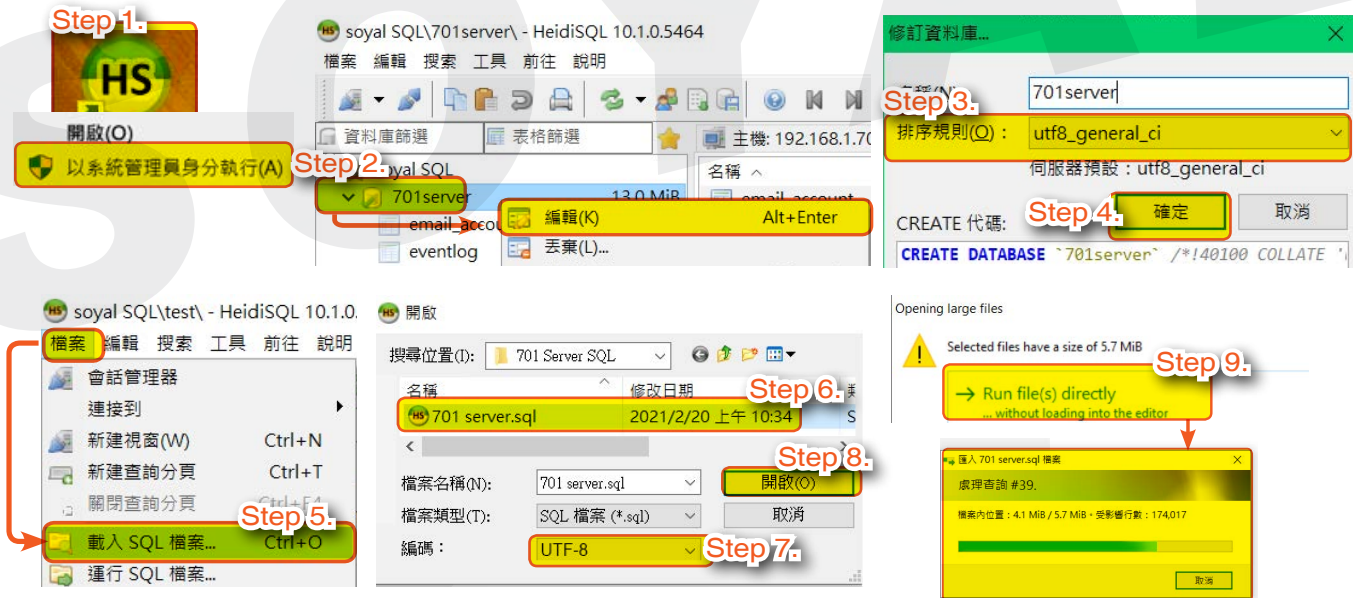 Step 1.
HS
開啟(O)
以系統管理員身分執行(A)
Step 2.
soyal SQL\701server\ - HeidiSQL 10.1.0.5464
檔案 編輯 搜索 工具 前往 說明
資料庫篩選 表格篩選 主機: 192.168.1.70
soyal SQL 名稱
701server 13.0 MiB email_account
email_accou
eventlog
編輯(K) Alt+Enter
丟棄(L)...
修訂資料庫...
名稱(N) 701server
Step 3.
排序規則(O): utf8_general_ci
伺服器預設:utf8_general_ci
Step 4.
確定 取消
CREATE 代碼:
CREATE DATABASE `701server` /*!40100 COLLATE '
soyal SQL\test\ - HeidiSQL 10.1.0.
檔案 編輯 搜索 工具 前往 說明
會話管理器
連接到
新建視窗(W) Ctrl+N
新建查詢分頁 Ctrl+T
關閉查詢分頁 Ctrl+F4
Step 5.
載入 SQL 檔案... Ctrl+O
運行 SQL 檔案...
HS 開啟
搜尋位置(I): 701 Server SQL
名稱 修改日期
Step 6.
701 server.sql 2021/2/20 上午 10:34 S
Step 8.
檔案名稱(N): 701 server.sql 開啟(O)
檔案類型(T): SQL 檔案 (*.sql) 取消
編碼: UTF-8
Step 7.
Opening large files
Selected files have a size of 5.7 MiB
Step 9.
Run file(s) directly
... without loading into the editor
匯入 701 server.sql 檔案
處理查詢 #39.
檔案內位置:4.1 MiB / 5.7 MiB,受影響行數:174,017
取消